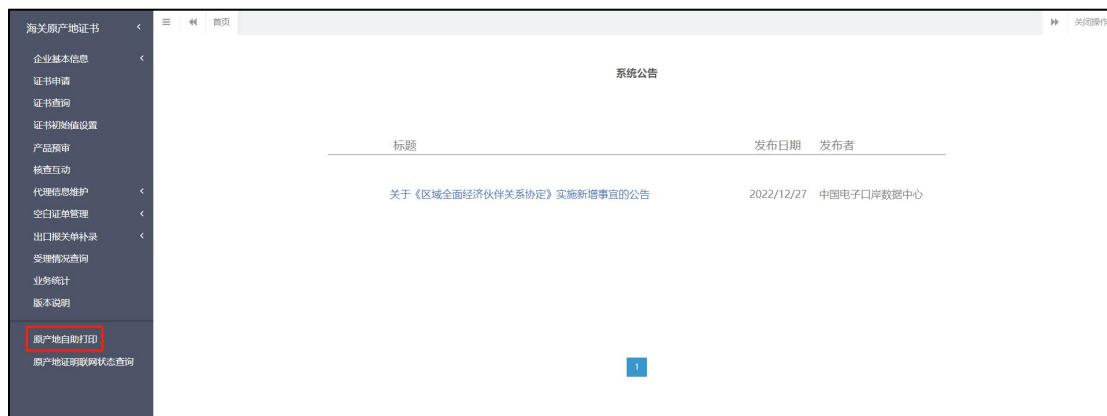 海关原产地证书
首页
关闭操作
企业基本信息
证书申请
证书查询
证书初始值设置
产品预审
核查互动
代理信息维护
空白证单管理
出口报关单补录
受理情况查询
业务统计
版本说明
原产地自助打印
原产地证明联网状态查询
系统公告
标题 发布日期 发布者
关于《区域全面经济伙伴关系协定》实施新增事宜的公告 2022/12/27 中国电子口岸数据中心
1